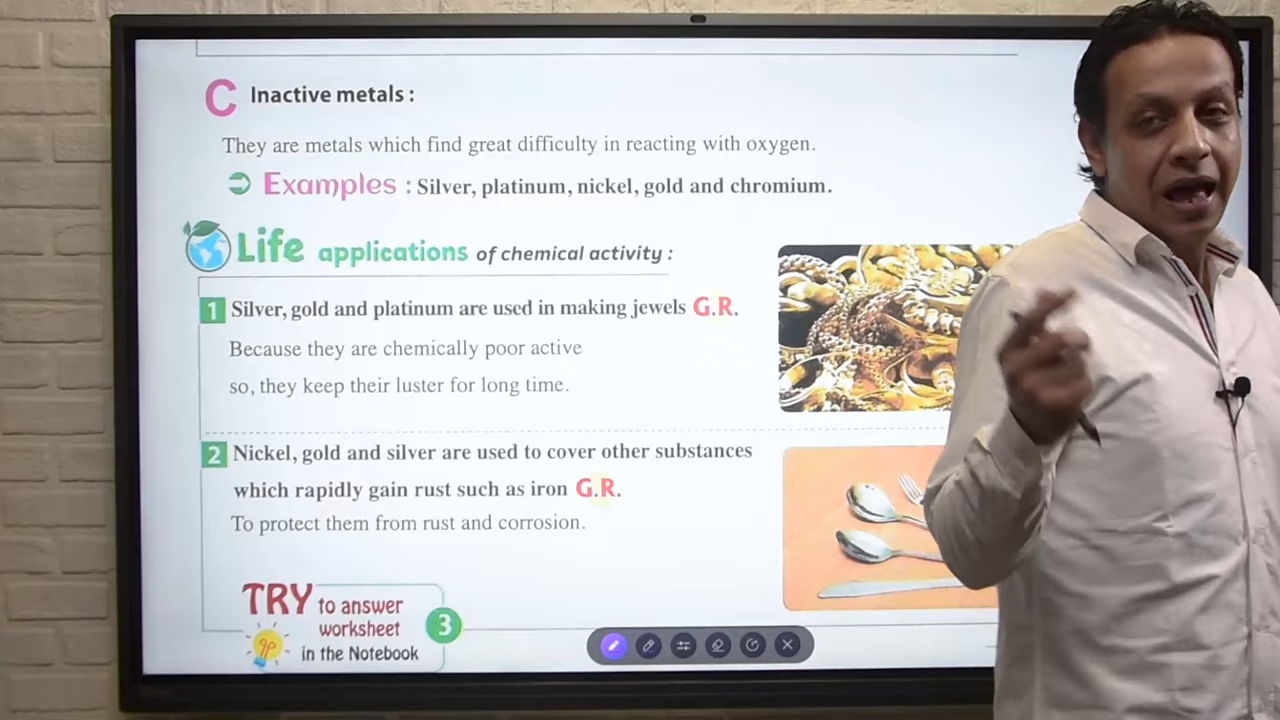 C Inactive metals :
They are metals which find great difficulty in reacting with oxygen.
Examples : Silver, platinum, nickel, gold and chromium.
Life applications of chemical activity :
1 Silver, gold and platinum are used in making jewels G.R.
Because they are chemically poor active
so, they keep their luster for long time.
2 Nickel, gold and silver are used to cover other substances
which rapidly gain rust such as iron G.R.
To protect them from rust and corrosion.
TRY to answer
worksheet 3
in the Notebook